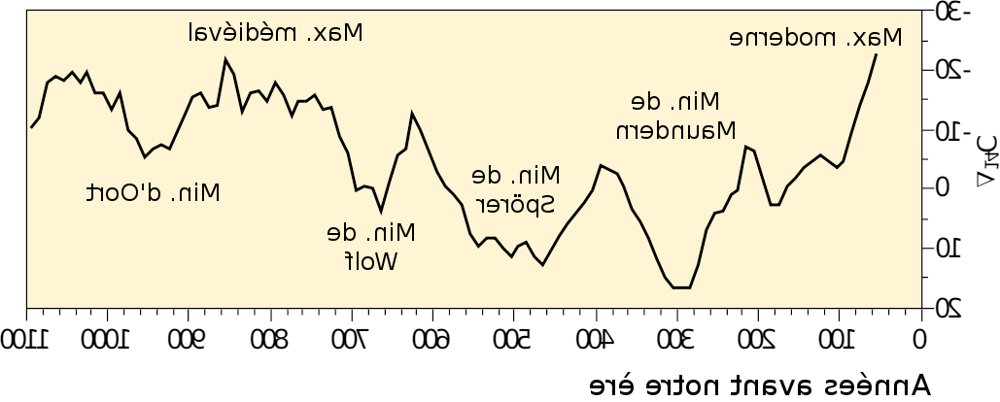 Max. moderne
Max. médiéval
Min. de
Maundern
Min. de
Spörer
Min. de
Wolf
Min. d'Oort
-30
-20
-10
0
10
20
Δ14C
0
100
200
300
400
500
600
700
800
900
1000
1100
Années avant notre ère